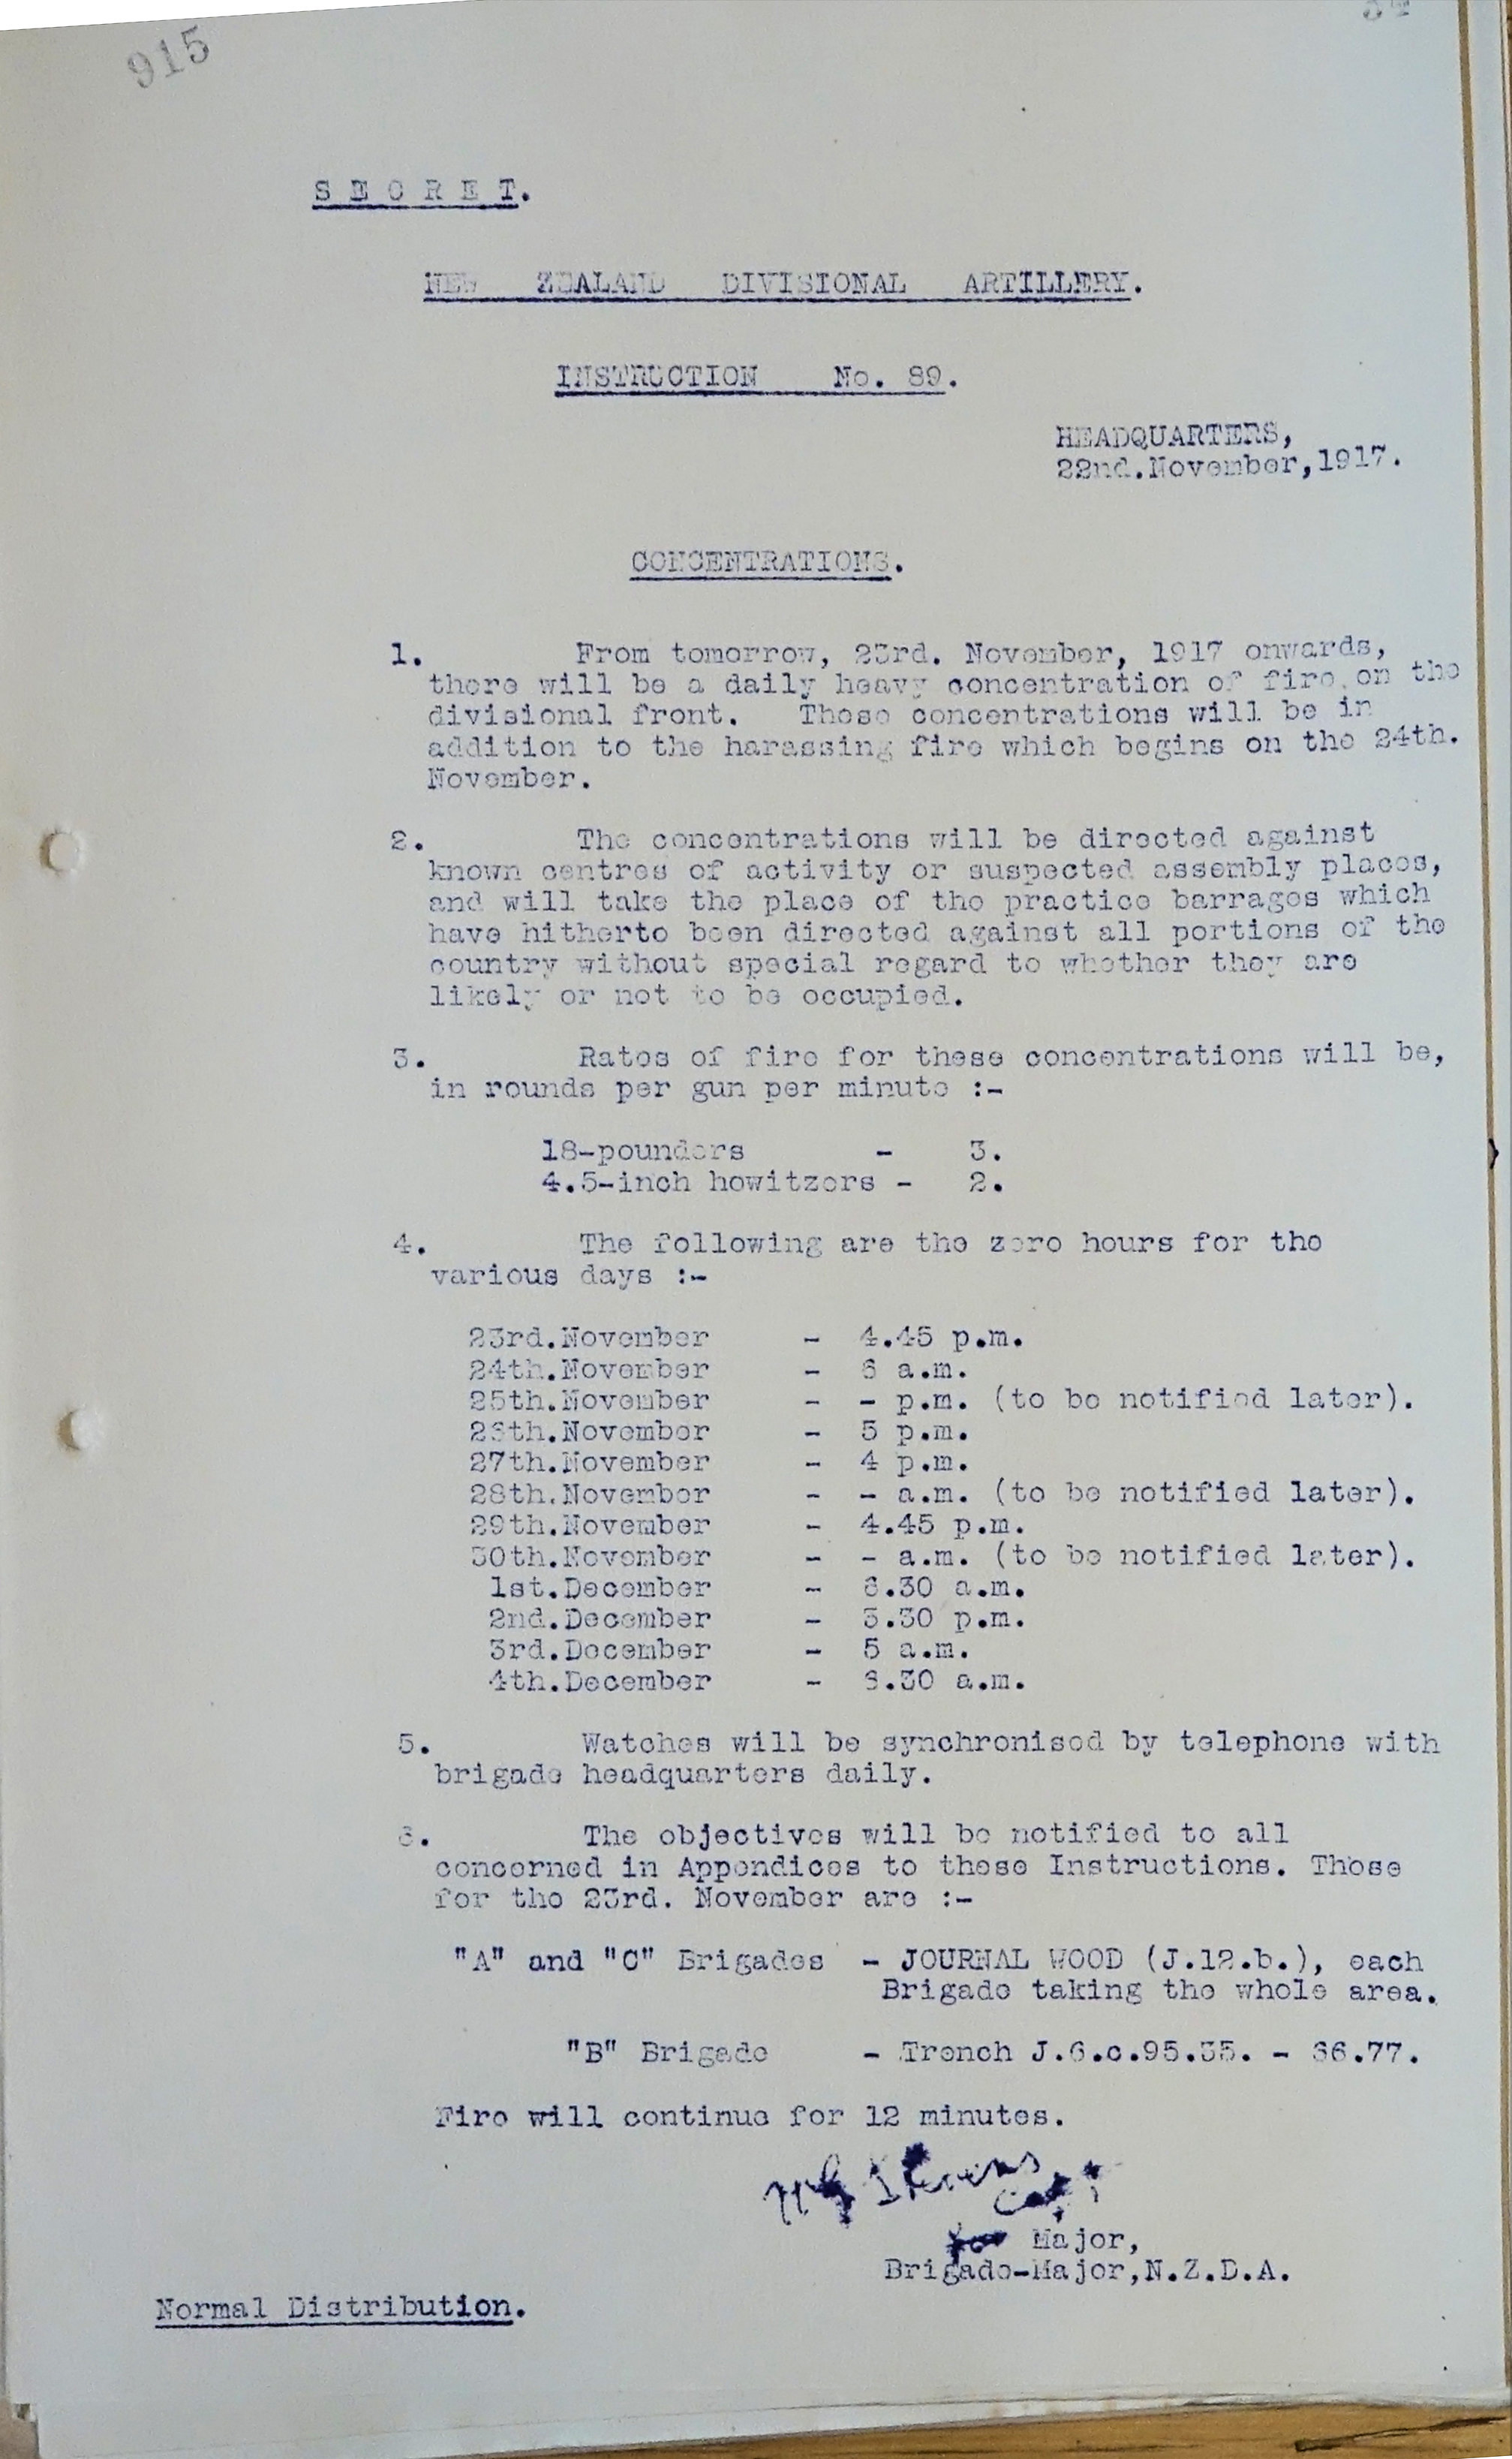 915
S E C R E T.
NEW ZEALAND DIVISIONAL ARTILLERY.
INSTRUCTION No. 89.
HEADQUARTERS,
22nd.November,1917.
CONCENTRATIONS.
1. From tomorrow, 23rd. November, 1917 onwards,
there will be a daily heavy concentration of fire on the
divisional front. These concentrations will be in
addition to the harassing fire which begins on the 24th.
November.
2. The concentrations will be directed against
known centres of activity or suspected assembly places,
and will take the place of the practice barrages which
have hitherto been directed against all portions of the
country without special regard to whether they are
likely or not to be occupied.
3. Rates of fire for these concentrations will be,
in rounds per gun per minute :-
18-pounders - 3.
4.5-inch howitzers - 2.
4. The following are the zero hours for the
various days :-
23rd.November - 4.45 p.m.
24th.November - 6 a.m.
25th.November - - p.m. (to be notified later).
26th.November - 5 p.m.
27th.November - 4 p.m.
28th.November - - a.m. (to be notified later).
29th.November - 4.45 p.m.
30th.November - - a.m. (to be notified later).
1st.December - 6.30 a.m.
2nd.December - 3.30 p.m.
3rd.December - 5 a.m.
4th.December - 6.30 a.m.
5. Watches will be synchronised by telephone with
brigade headquarters daily.
6. The objectives will be notified to all
concerned in Appendices to these Instructions. Those
for the 23rd. November are :-
"A" and "C" Brigades - JOURNAL WOOD (J.12.b.), each
Brigade taking the whole area.
"B" Brigade - Trench J.6.c.95.35. - 66.77.
Fire will continue for 12 minutes.
Stevens
Capt
for Major,
Brigade-Major,N.Z.D.A.
Normal Distribution.